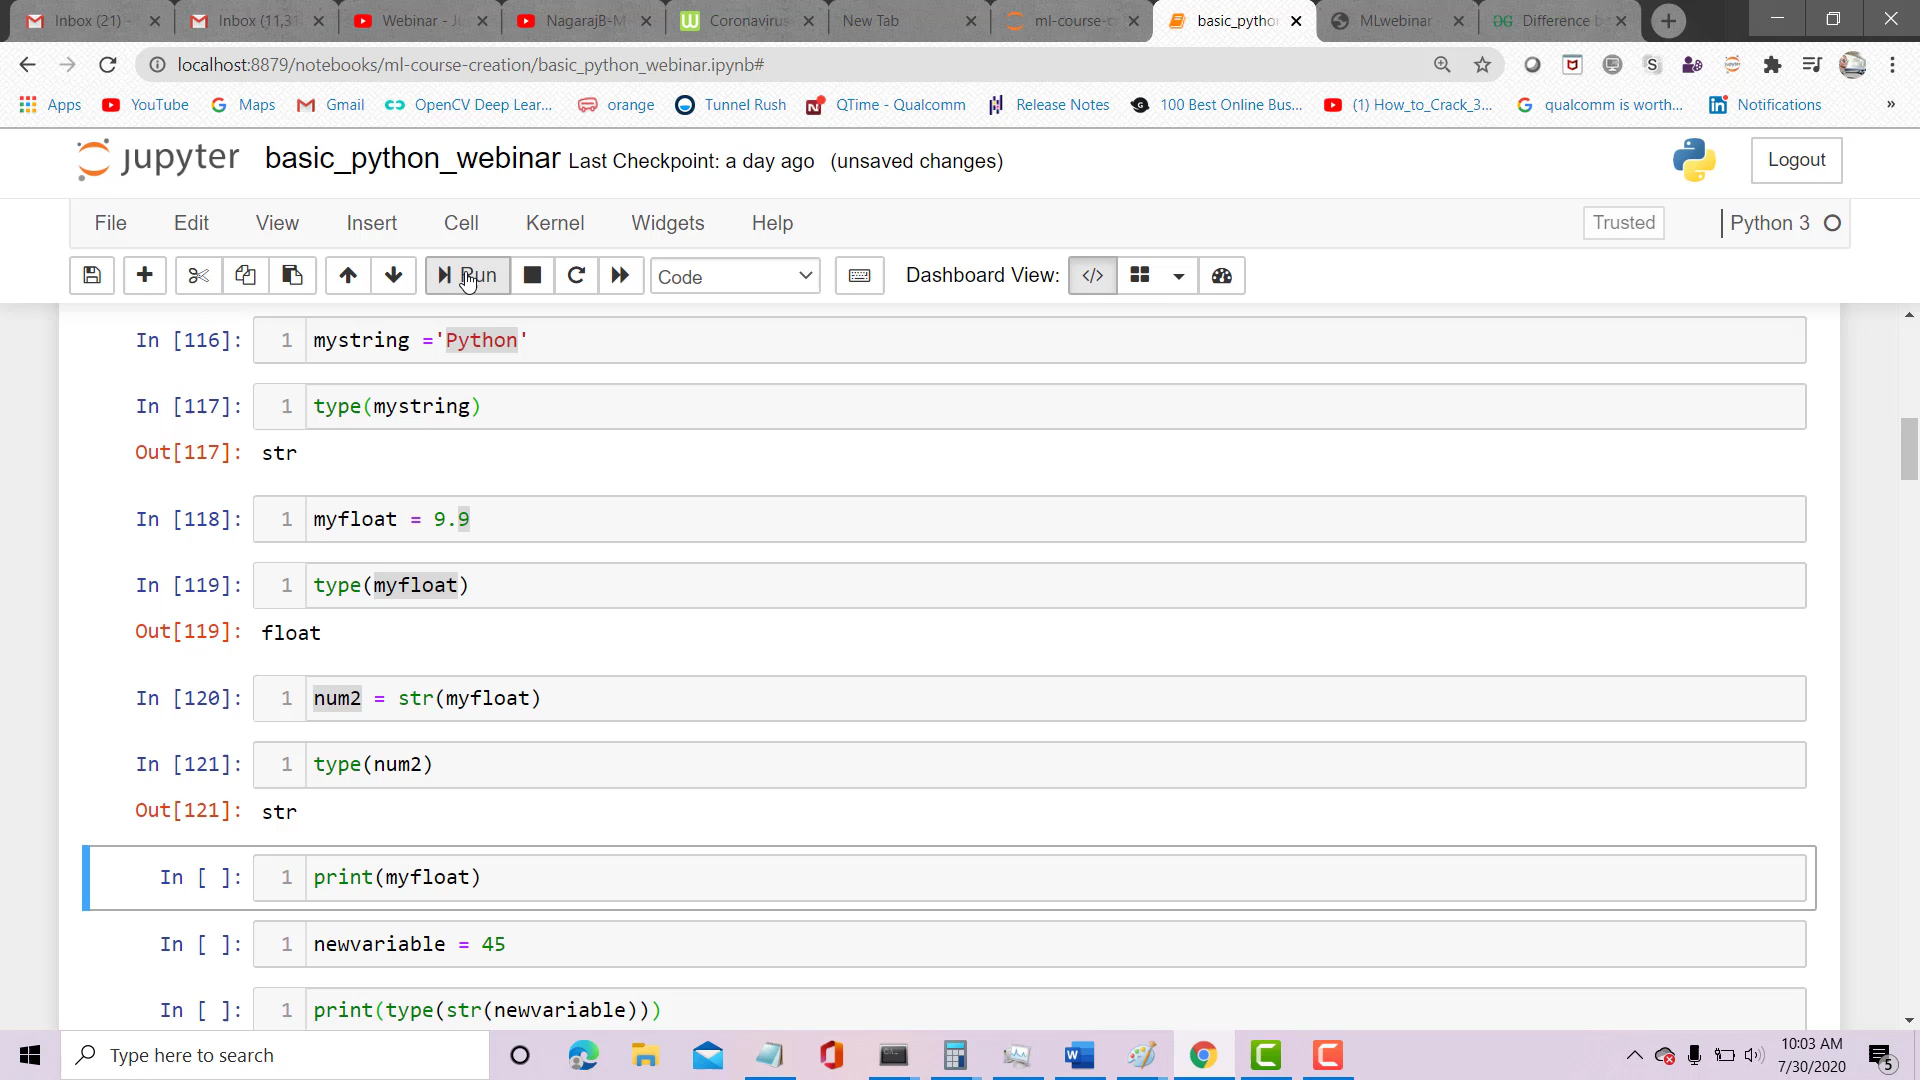 Inbox (21) -
Inbox (11,31
Webinar - Ju
NagarajB-M
Coronavirus
New Tab
ml-course-c
basic_pytho
MLwebinar
Difference b
localhost:8879/notebooks/ml-course-creation/basic_python_webinar.ipynb#
Apps YouTube Maps Gmail OpenCV Deep Lear... orange Tunnel Rush QTime - Qualcomm Release Notes 100 Best Online Bus... (1) How_to_Crack_3... qualcomm is worth... Notifications »
jupyter basic_python_webinar Last Checkpoint: a day ago (unsaved changes) Logout
File Edit View Insert Cell Kernel Widgets Help Trusted Python 3
Run Code Dashboard View:
In [116]: 1 mystring ='Python'
In [117]: 1 type(mystring)
Out[117]: str
In [118]: 1 myfloat = 9.9
In [119]: 1 type(myfloat)
Out[119]: float
In [120]: 1 num2 = str(myfloat)
In [121]: 1 type(num2)
Out[121]: str
In [ ]: 1 print(myfloat)
In [ ]: 1 newvariable = 45
In [ ]: 1 print(type(str(newvariable)))
Type here to search
10:03 AM
7/30/2020
5